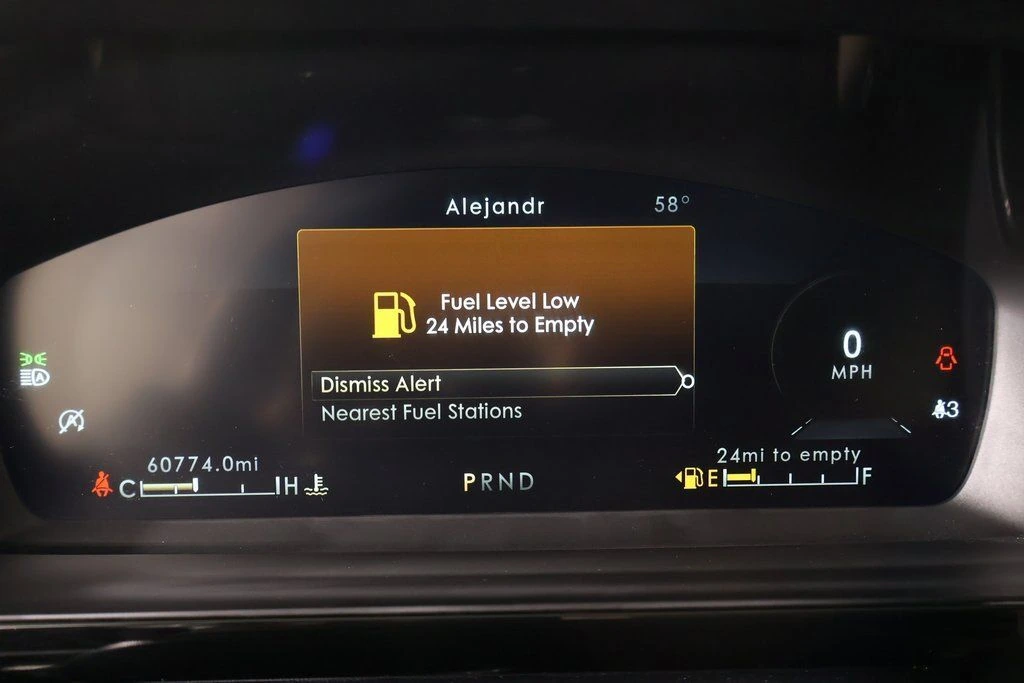 Alejandr
58°
Fuel Level Low
24 Miles to Empty
Dismiss Alert
Nearest Fuel Stations
0
MPH
A
A
3
60774.0mi
C H
PRND
24mi to empty
E F